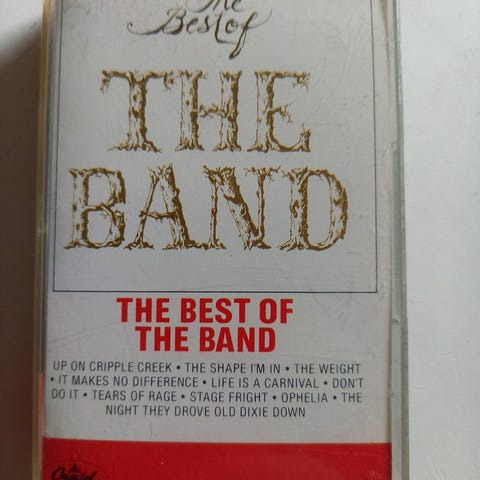 The
Best of
THE
BAND
THE BEST OF
THE BAND
UP ON CRIPPLE CREEK • THE SHAPE I'M IN • THE WEIGHT
• IT MAKES NO DIFFERENCE • LIFE IS A CARNIVAL • DON'T
DO IT • TEARS OF RAGE • STAGE FRIGHT • OPHELIA • THE
NIGHT THEY DROVE OLD DIXIE DOWN
Capitol